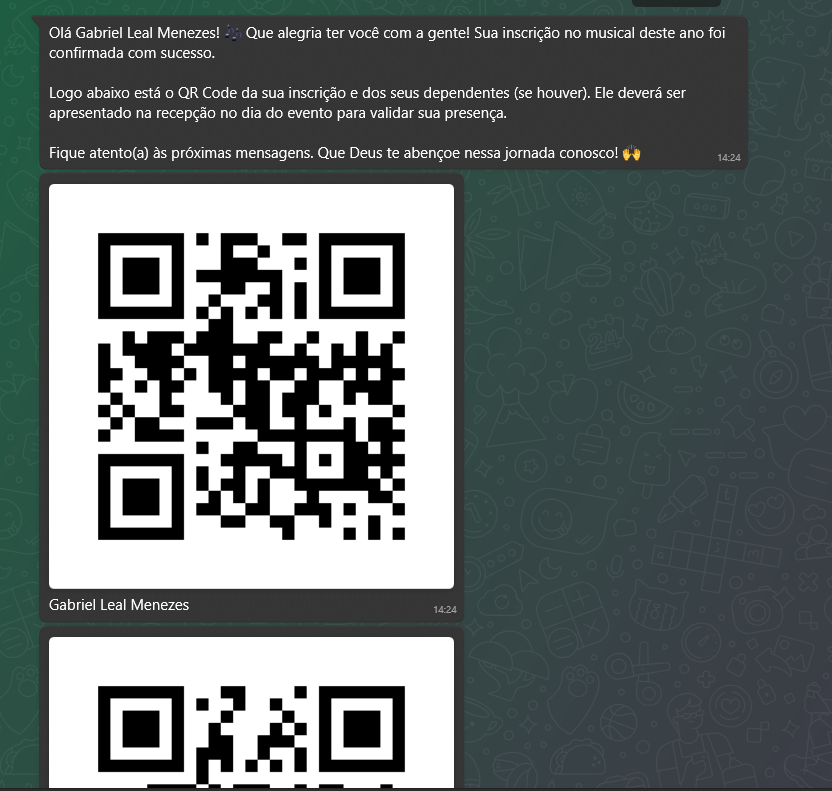 Olá Gabriel Leal Menezes! 🎶 Que alegria ter você com a gente! Sua inscrição no musical deste ano foi
confirmada com sucesso.
Logo abaixo está o QR Code da sua inscrição e dos seus dependentes (se houver). Ele deverá ser
apresentado na recepção no dia do evento para validar sua presença.
Fique atento(a) às próximas mensagens. Que Deus te abençoe nessa jornada conosco! 🙌
14:24
Gabriel Leal Menezes
14:24